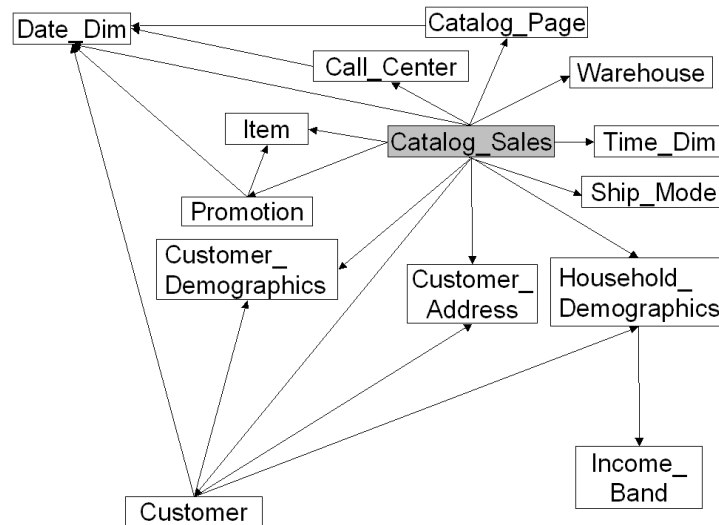 Date_Dim
Catalog_Page
Call_Center
Warehouse
Item
Catalog_Sales
Time_Dim
Promotion
Ship_Mode
Customer_
Demographics
Customer_
Address
Household_
Demographics
Income_
Band
Customer